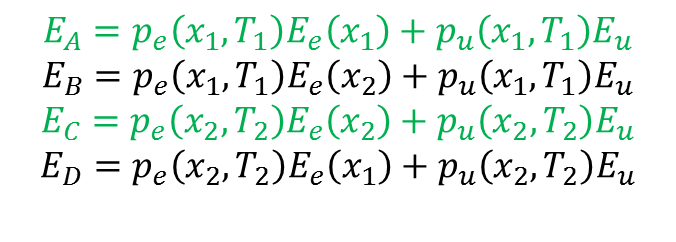 E_A = p_e(x_1, T_1)E_e(x_1) + p_u(x_1, T_1)E_u
E_B = p_e(x_1, T_1)E_e(x_2) + p_u(x_1, T_1)E_u
E_C = p_e(x_2, T_2)E_e(x_2) + p_u(x_2, T_2)E_u
E_D = p_e(x_2, T_2)E_e(x_1) + p_u(x_2, T_2)E_u